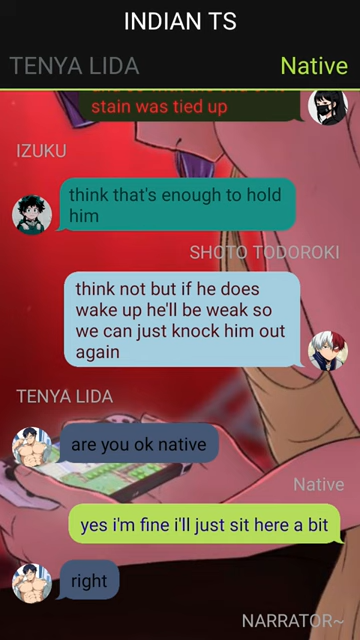 INDIAN TS
TENYA LIDA
Native
stain was tied up
IZUKU
think that's enough to hold
him
SHOTO TODOROKI
think not but if he does
wake up he'll be weak so
we can just knock him out
again
TENYA LIDA
are you ok native
Native
yes i'm fine i'll just sit here a bit
right
NARRATOR~